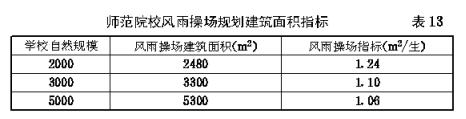 师范院校风雨操场规划建筑面积指标 表13
学校自然规模 风雨操场建筑面积(m²) 风雨操场指标(m²/生)
2000 2480 1.24
3000 3300 1.10
5000 5300 1.06